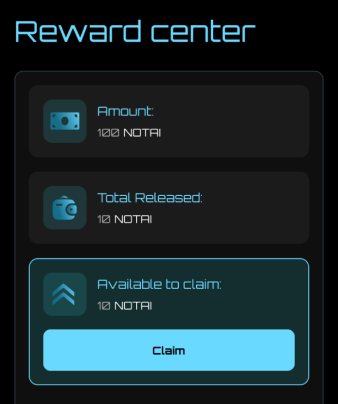 Reward center
Amount:
100 NOTAI
Total Released:
10 NOTAI
Available to claim:
10 NOTAI
Claim